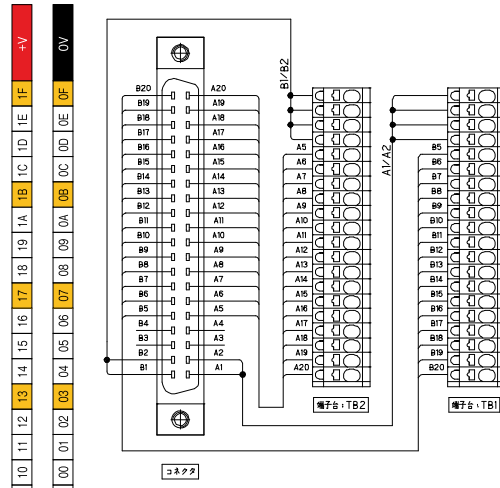 +V
1F
1E
1D
1C
1B
1A
19
18
17
16
15
14
13
12
11
10
0V
0F
0E
0D
0C
0B
0A
09
08
07
06
05
04
03
02
01
00
B20 A20
B19 A19
B18 A18
B17 A17
B16 A16
B15 A15
B14 A14
B13 A13
B12 A12
B11 A11
B10 A10
B9 A9
B8 A8
B7 A7
B6 A6
B5 A5
B4 A4
B3 A3
B2 A2
B1 A1
コネクタ
B1/B2
A5
A6
A7
A8
A9
A10
A11
A12
A13
A14
A15
A16
A17
A18
A19
A20
端子台:TB2
A1/A2
B5
B6
B7
B8
B9
B10
B11
B12
B13
B14
B15
B16
B17
B18
B19
B20
端子台:TB1